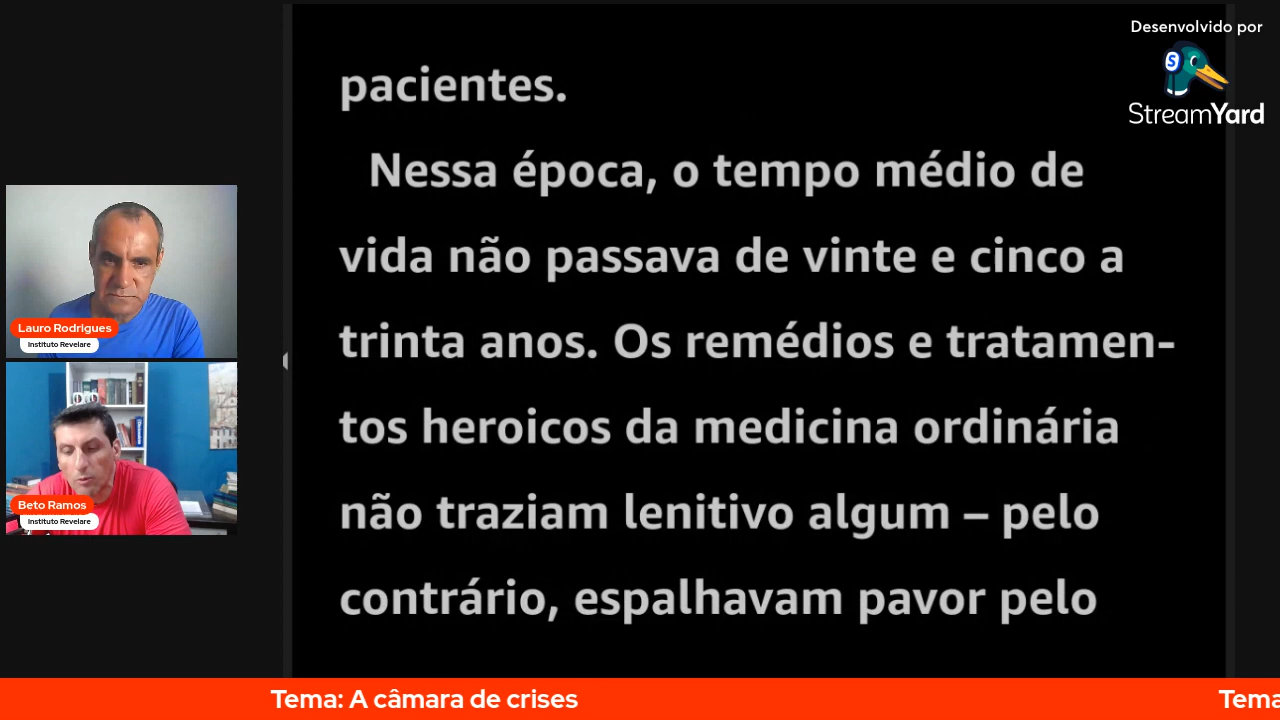 Desenvolvido por
StreamYard
pacientes.
Nessa época, o tempo médio de
vida não passava de vinte e cinco a
trinta anos. Os remédios e tratamen-
tos heroicos da medicina ordinária
não traziam lenitivo algum – pelo
contrário, espalhavam pavor pelo
Lauro Rodrigues
Instituto Revelare
Beto Ramos
Instituto Revelare
Tema: A câmara de crises
Tema